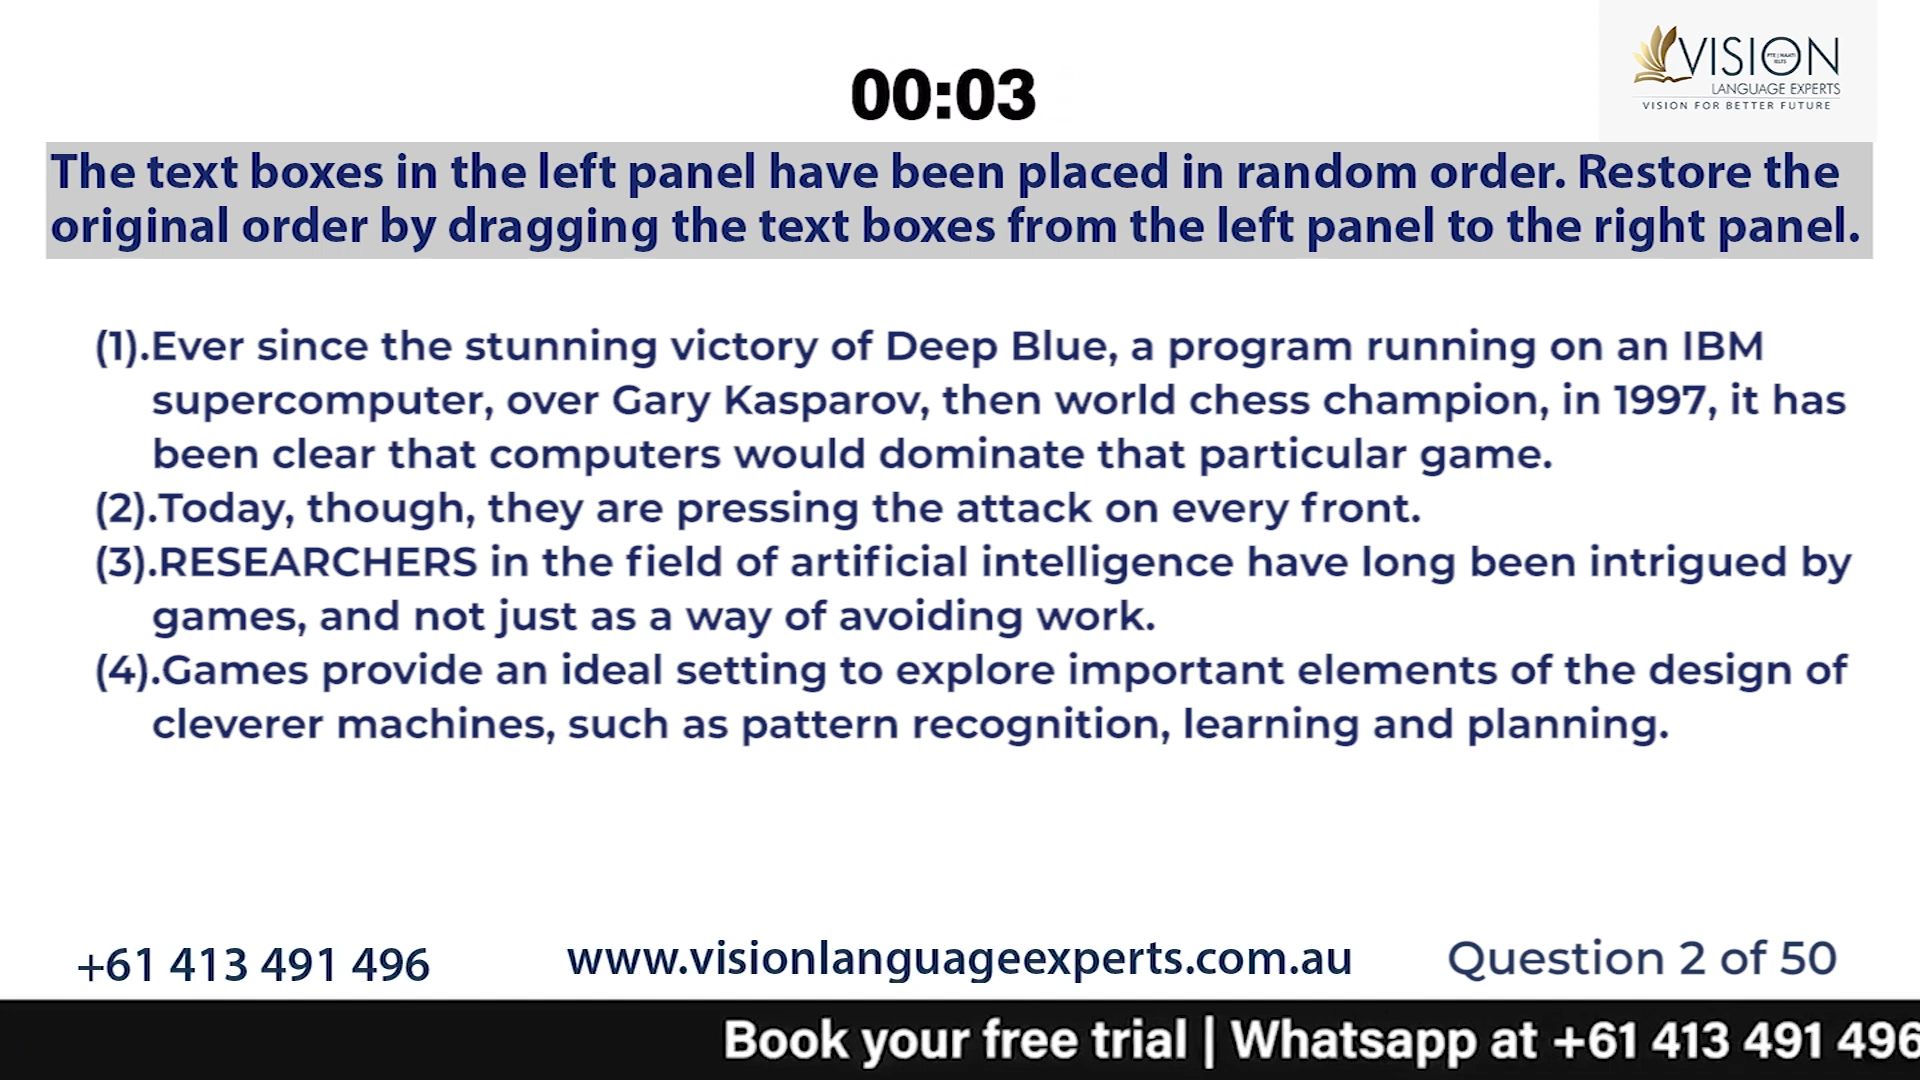 VISION
PTE | NAATI
IELTS
LANGUAGE EXPERTS
VISION FOR BETTER FUTURE
00:03
The text boxes in the left panel have been placed in random order. Restore the
original order by dragging the text boxes from the left panel to the right panel.
(1).Ever since the stunning victory of Deep Blue, a program running on an IBM
supercomputer, over Gary Kasparov, then world chess champion, in 1997, it has
been clear that computers would dominate that particular game.
(2).Today, though, they are pressing the attack on every front.
(3).RESEARCHERS in the field of artificial intelligence have long been intrigued by
games, and not just as a way of avoiding work.
(4).Games provide an ideal setting to explore important elements of the design of
cleverer machines, such as pattern recognition, learning and planning.
+61 413 491 496
www.visionlanguageexperts.com.au
Question 2 of 50
Book your free trial | Whatsapp at +61 413 491 496